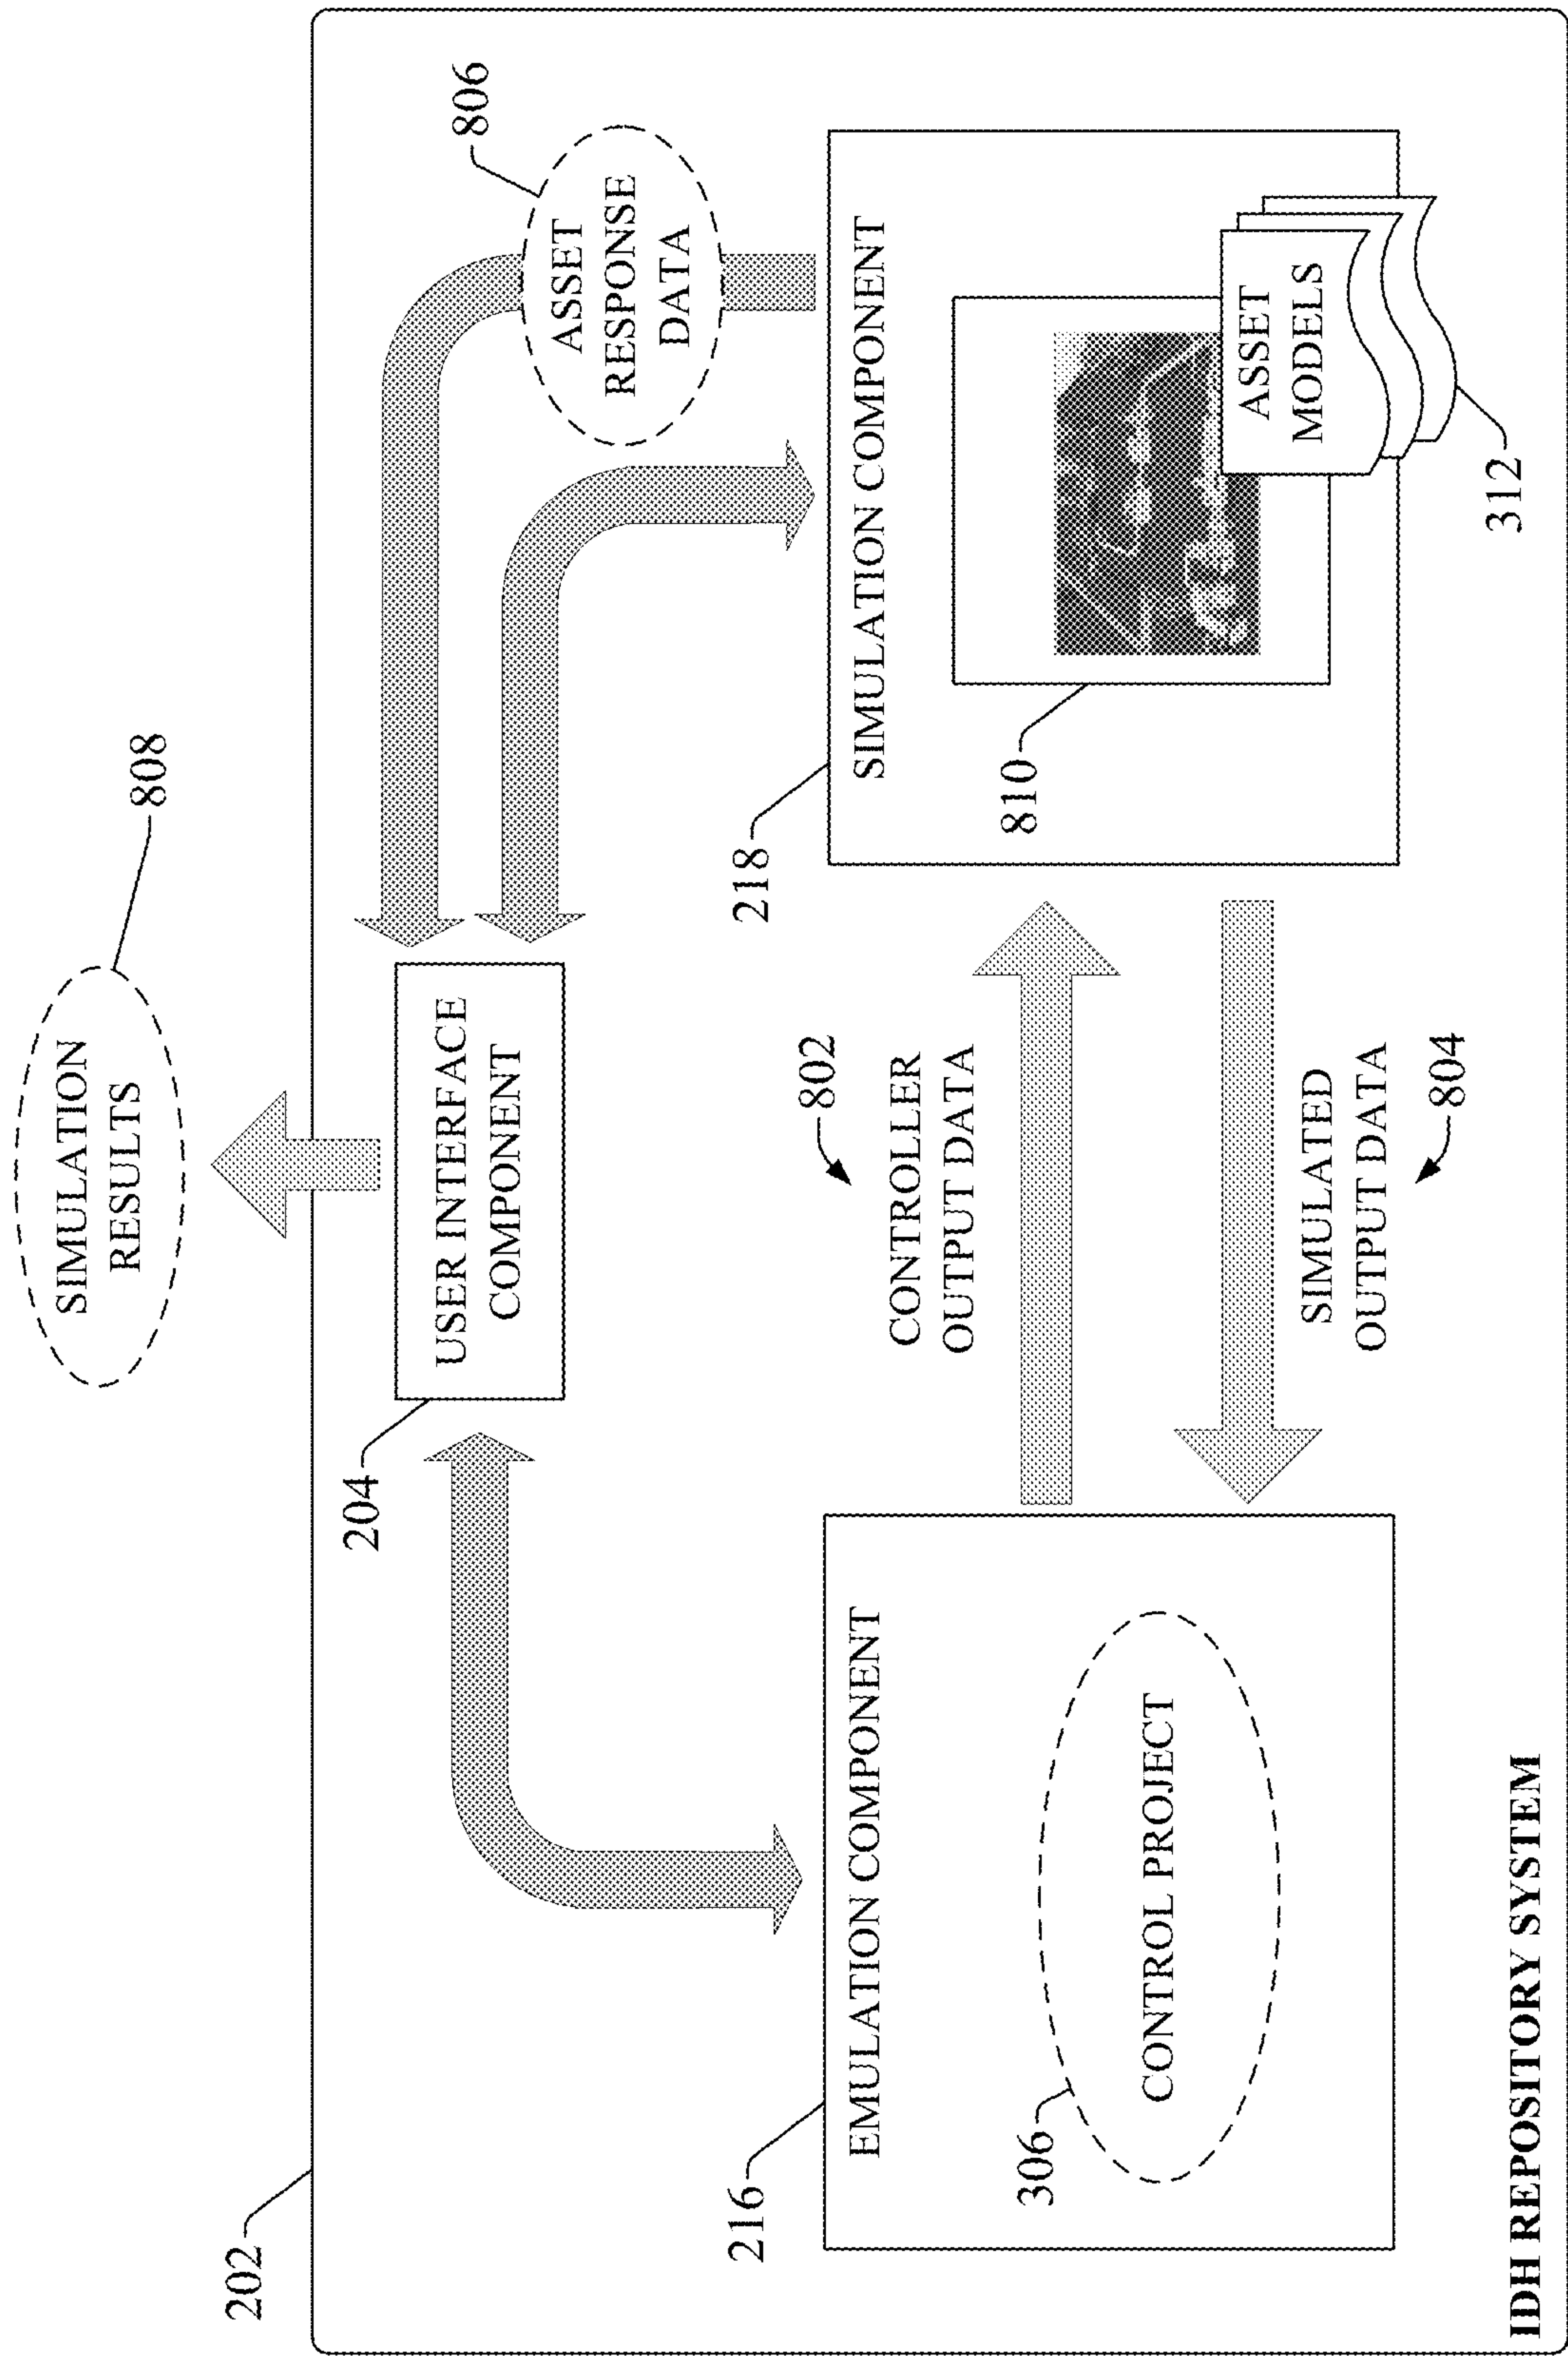 SIMULATION
RESULTS
808
202
204
USER INTERFACE
COMPONENT
806
ASSET
RESPONSE
DATA
216
EMULATION COMPONENT
306
CONTROL PROJECT
802
CONTROLLER
OUTPUT DATA
SIMULATED
OUTPUT DATA
804
218
SIMULATION COMPONENT
810
ASSET
MODELS
312
IDH REPOSITORY SYSTEM